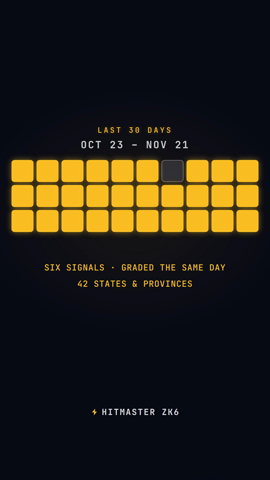 LAST 30 DAYS
OCT 23 – NOV 21
SIX SIGNALS · GRADED THE SAME DAY
42 STATES & PROVINCES
HITMASTER ZK6